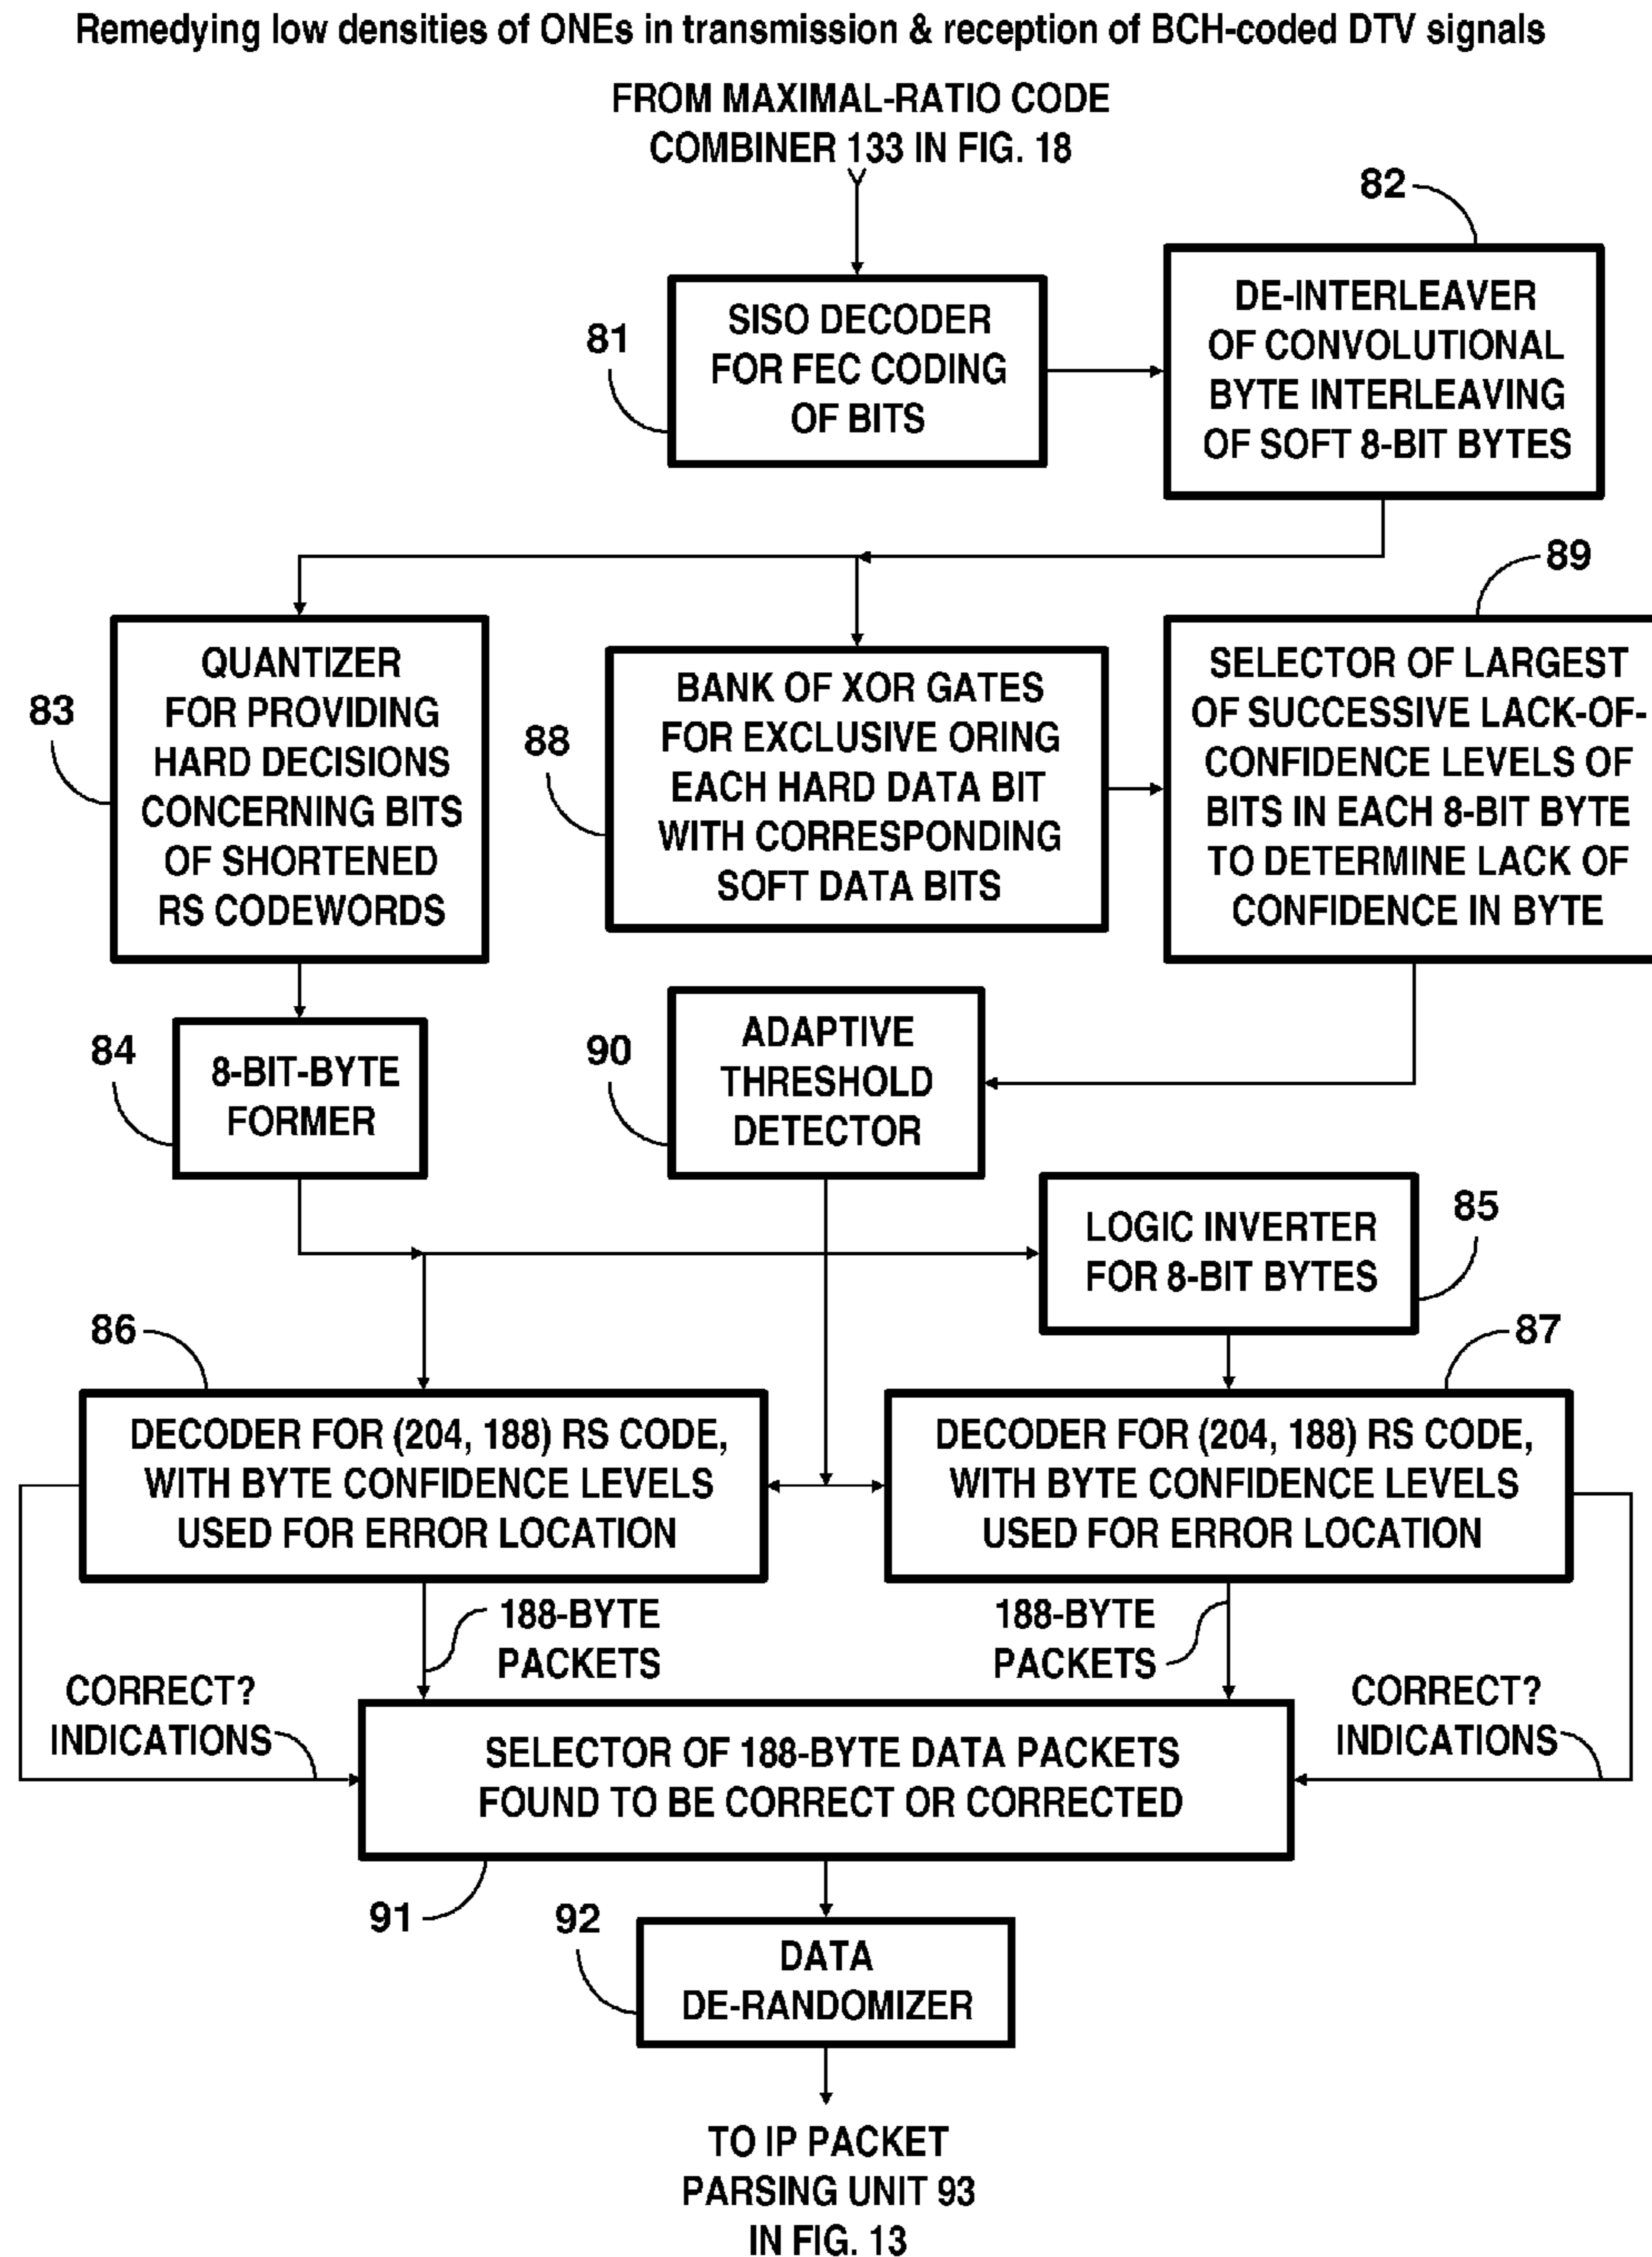 Remedying low densities of ONEs in transmission & reception of BCH-coded DTV signals
FROM MAXIMAL-RATIO CODE
COMBINER 133 IN FIG. 18
82
81
SISO DECODER
FOR FEC CODING
OF BITS
DE-INTERLEAVER
OF CONVOLUTIONAL
BYTE INTERLEAVING
OF SOFT 8-BIT BYTES
89
83
QUANTIZER
FOR PROVIDING
HARD DECISIONS
CONCERNING BITS
OF SHORTENED
RS CODEWORDS
88
BANK OF XOR GATES
FOR EXCLUSIVE ORING
EACH HARD DATA BIT
WITH CORRESPONDING
SOFT DATA BITS
SELECTOR OF LARGEST
OF SUCCESSIVE LACK-OF-
CONFIDENCE LEVELS OF
BITS IN EACH 8-BIT BYTE
TO DETERMINE LACK OF
CONFIDENCE IN BYTE
84
8-BIT-BYTE
FORMER
90
ADAPTIVE
THRESHOLD
DETECTOR
LOGIC INVERTER
FOR 8-BIT BYTES
85
86
87
DECODER FOR (204, 188) RS CODE,
WITH BYTE CONFIDENCE LEVELS
USED FOR ERROR LOCATION
DECODER FOR (204, 188) RS CODE,
WITH BYTE CONFIDENCE LEVELS
USED FOR ERROR LOCATION
188-BYTE
PACKETS
188-BYTE
PACKETS
CORRECT?
INDICATIONS
CORRECT?
INDICATIONS
SELECTOR OF 188-BYTE DATA PACKETS
FOUND TO BE CORRECT OR CORRECTED
91
92
DATA
DE-RANDOMIZER
TO IP PACKET
PARSING UNIT 93
IN FIG. 13